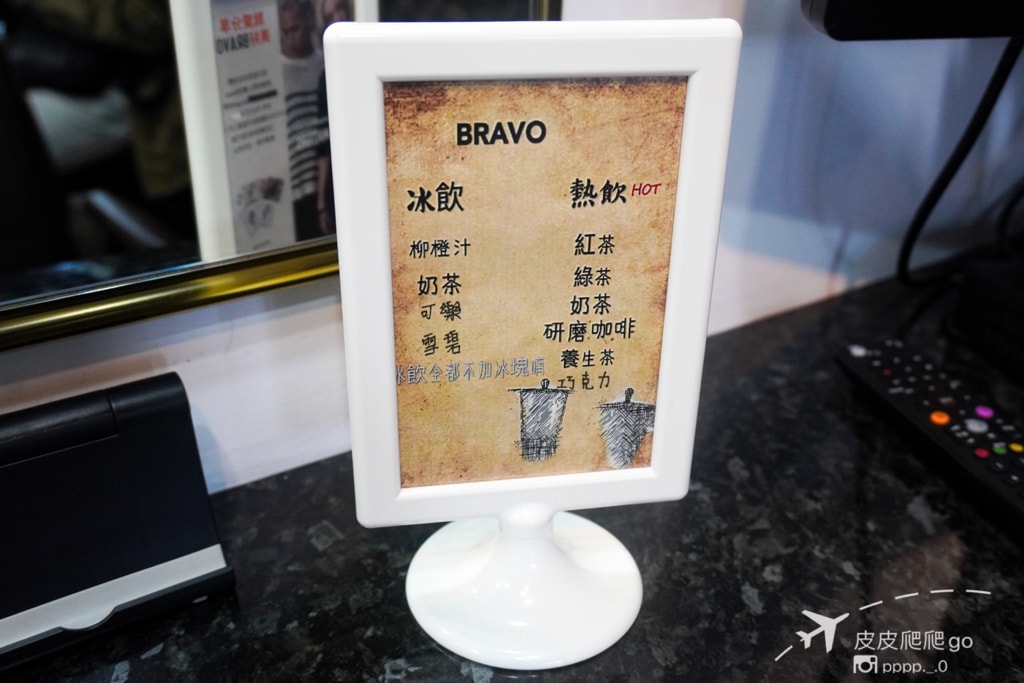 BRAVO
冰飲
柳橙汁
奶茶
可樂
雪碧
冰飲全都不加冰塊唷
熱飲 HOT
紅茶
綠茶
奶茶
研磨咖啡
養生茶
巧克力
皮皮爬爬go
pppp._.0